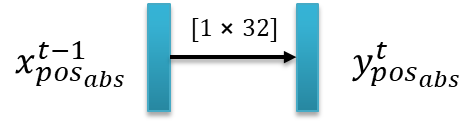 [1 × 32]
x^{t−1}_{pos_{abs}} y^{t}_{pos_{abs}}